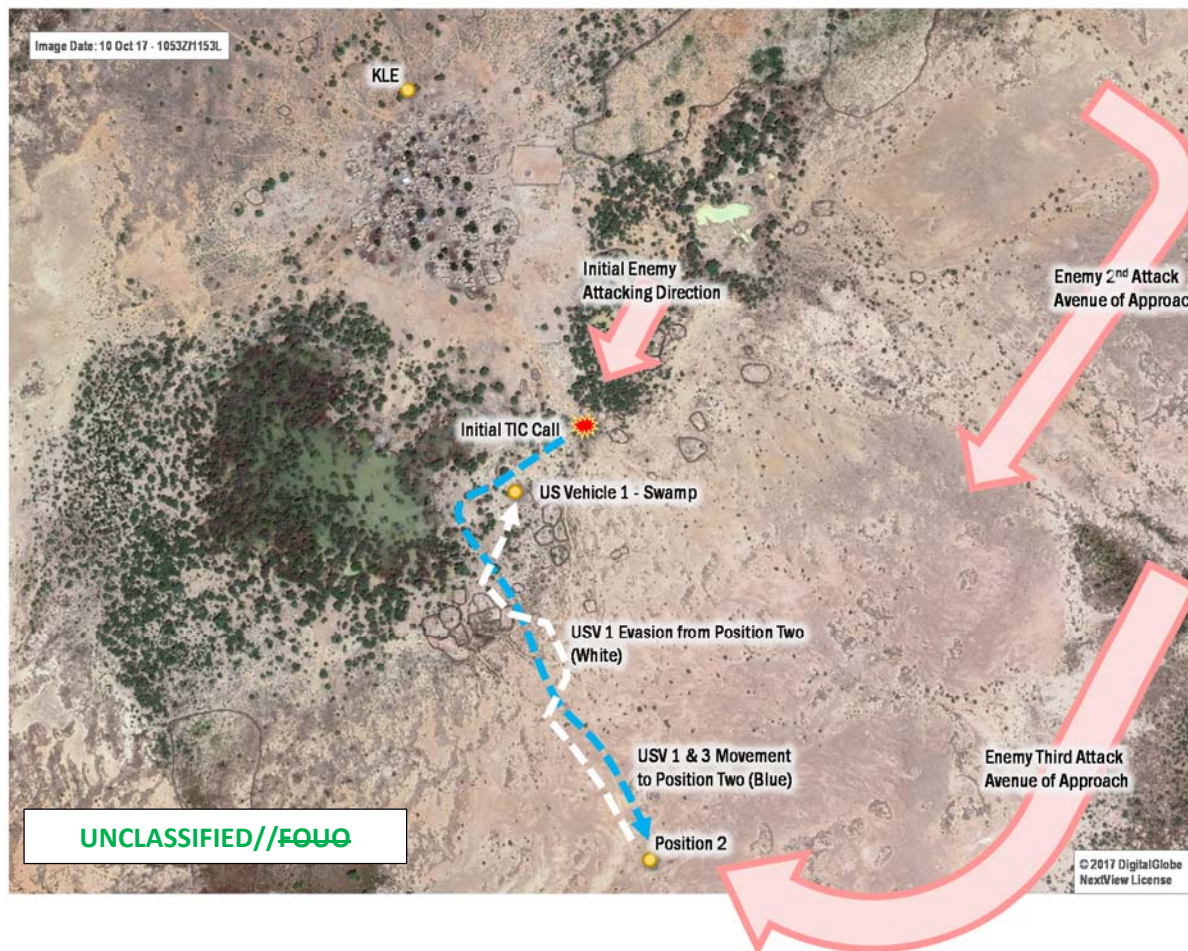 Image Date: 10 Oct 17 - 1053Z/1153L
KLE
Initial Enemy
Attacking Direction
Enemy 2nd Attack
Avenue of Approac
Initial TIC Call
US Vehicle 1 - Swamp
USV 1 Evasion from Position Two
(White)
USV 1 & 3 Movement
to Position Two (Blue)
Enemy Third Attack
Avenue of Approach
Position 2
UNCLASSIFIED//FOUO
© 2017 DigitalGlobe
NextView License